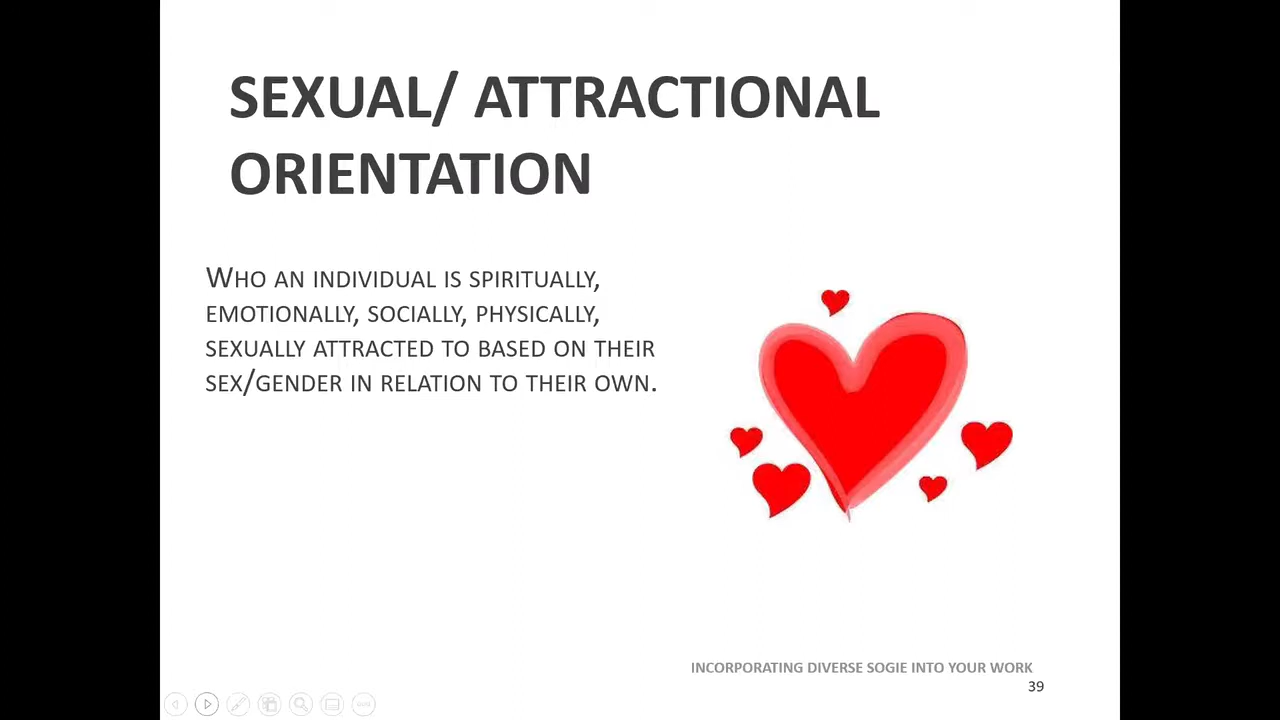 SEXUAL/ ATTRACTIONAL
ORIENTATION
WHO AN INDIVIDUAL IS SPIRITUALLY,
EMOTIONALLY, SOCIALLY, PHYSICALLY,
SEXUALLY ATTRACTED TO BASED ON THEIR
SEX/GENDER IN RELATION TO THEIR OWN.
INCORPORATING DIVERSE SOGIE INTO YOUR WORK
39